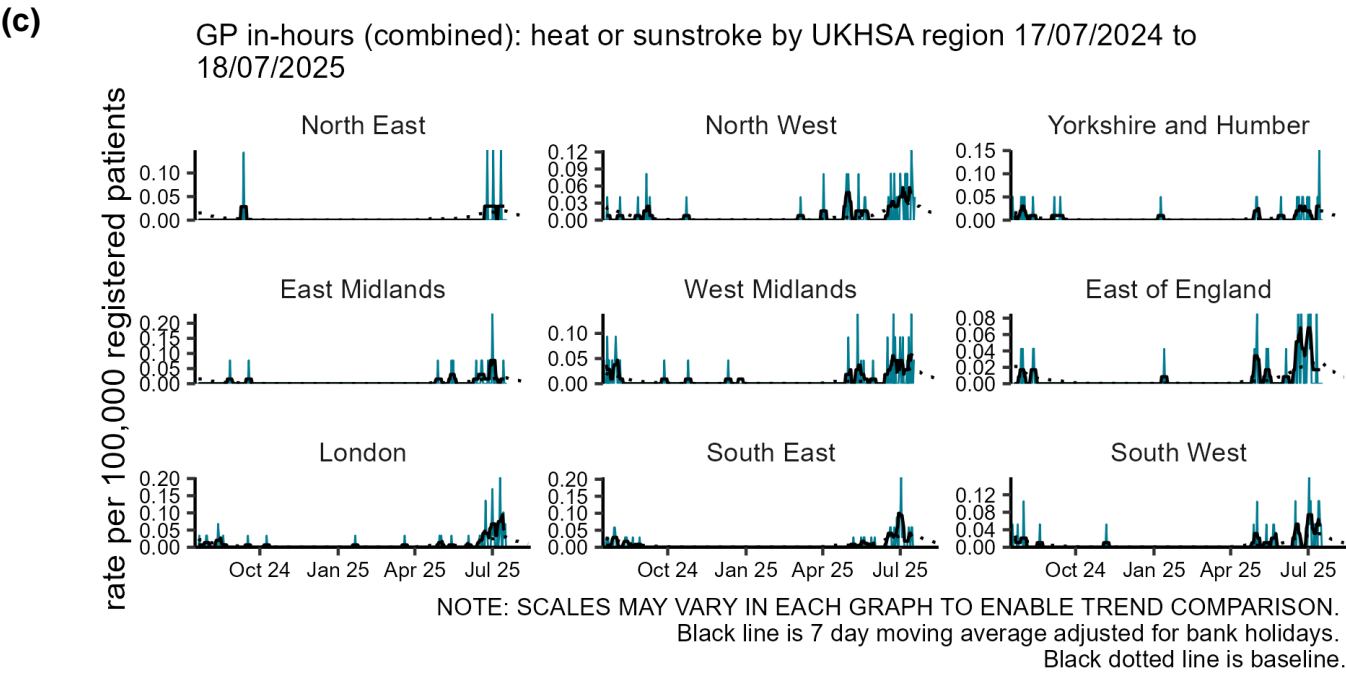 (c)
GP in-hours (combined): heat or sunstroke by UKHSA region 17/07/2024 to
18/07/2025
rate per 100,000 registered patients
North East
0.10
0.05
0.00
North West
0.12
0.09
0.06
0.03
0.00
Yorkshire and Humber
0.15
0.10
0.05
0.00
East Midlands
0.20
0.15
0.10
0.05
0.00
West Midlands
0.10
0.05
0.00
East of England
0.08
0.06
0.04
0.02
0.00
London
0.20
0.15
0.10
0.05
0.00
Oct 24 Jan 25 Apr 25 Jul 25
South East
0.20
0.15
0.10
0.05
0.00
Oct 24 Jan 25 Apr 25 Jul 25
South West
0.12
0.08
0.04
0.00
Oct 24 Jan 25 Apr 25 Jul 25
NOTE: SCALES MAY VARY IN EACH GRAPH TO ENABLE TREND COMPARISON.
Black line is 7 day moving average adjusted for bank holidays.
Black dotted line is baseline.